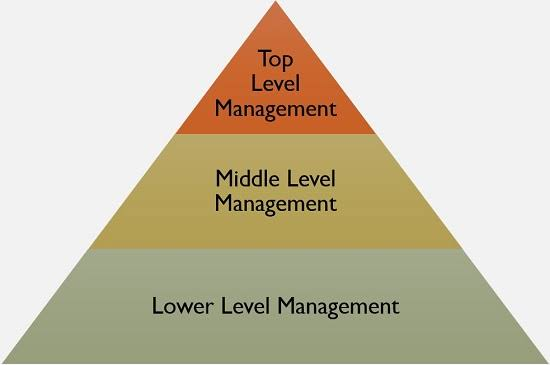 Top
Level
Management
Middle Level
Management
Lower Level Management